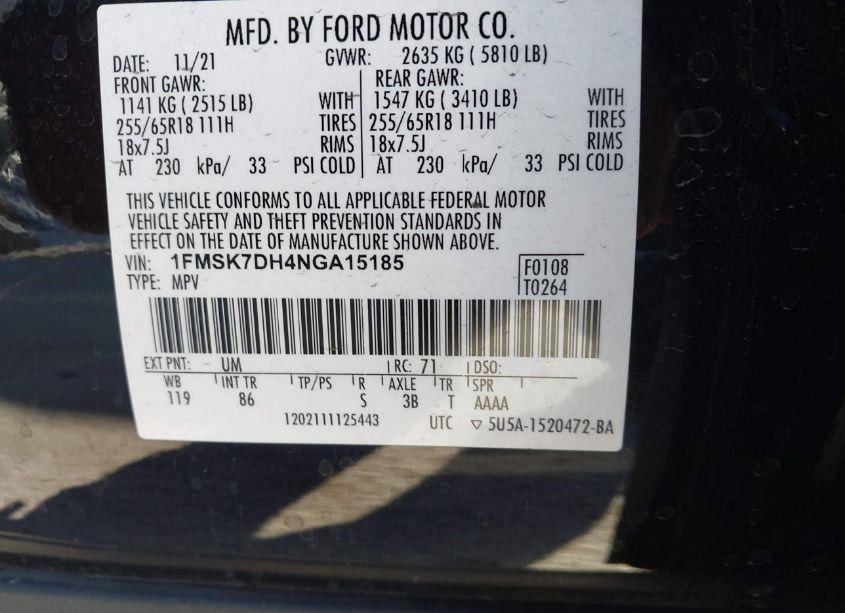 MFD. BY FORD MOTOR CO.
DATE: 11/21 GVWR: 2635 KG ( 5810 LB)
FRONT GAWR: REAR GAWR:
1141 KG ( 2515 LB) WITH 1547 KG ( 3410 LB) WITH
255/65R18 111H TIRES 255/65R18 111H TIRES
18x7.5J RIMS 18x7.5J RIMS
AT 230 kPa/ 33 PSI COLD AT 230 kPa/ 33 PSI COLD
THIS VEHICLE CONFORMS TO ALL APPLICABLE FEDERAL MOTOR
VEHICLE SAFETY AND THEFT PREVENTION STANDARDS IN
EFFECT ON THE DATE OF MANUFACTURE SHOWN ABOVE.
VIN: 1FMSK7DH4NGA15185 F0108
TYPE: MPV T0264
EXT PNT: UM RC: 71 DSO:
WB INT TR TP/PS R AXLE TR SPR
119 86 S 3B T AAAA
1202111125443 UTC ▽ 5U5A-1520472-BA